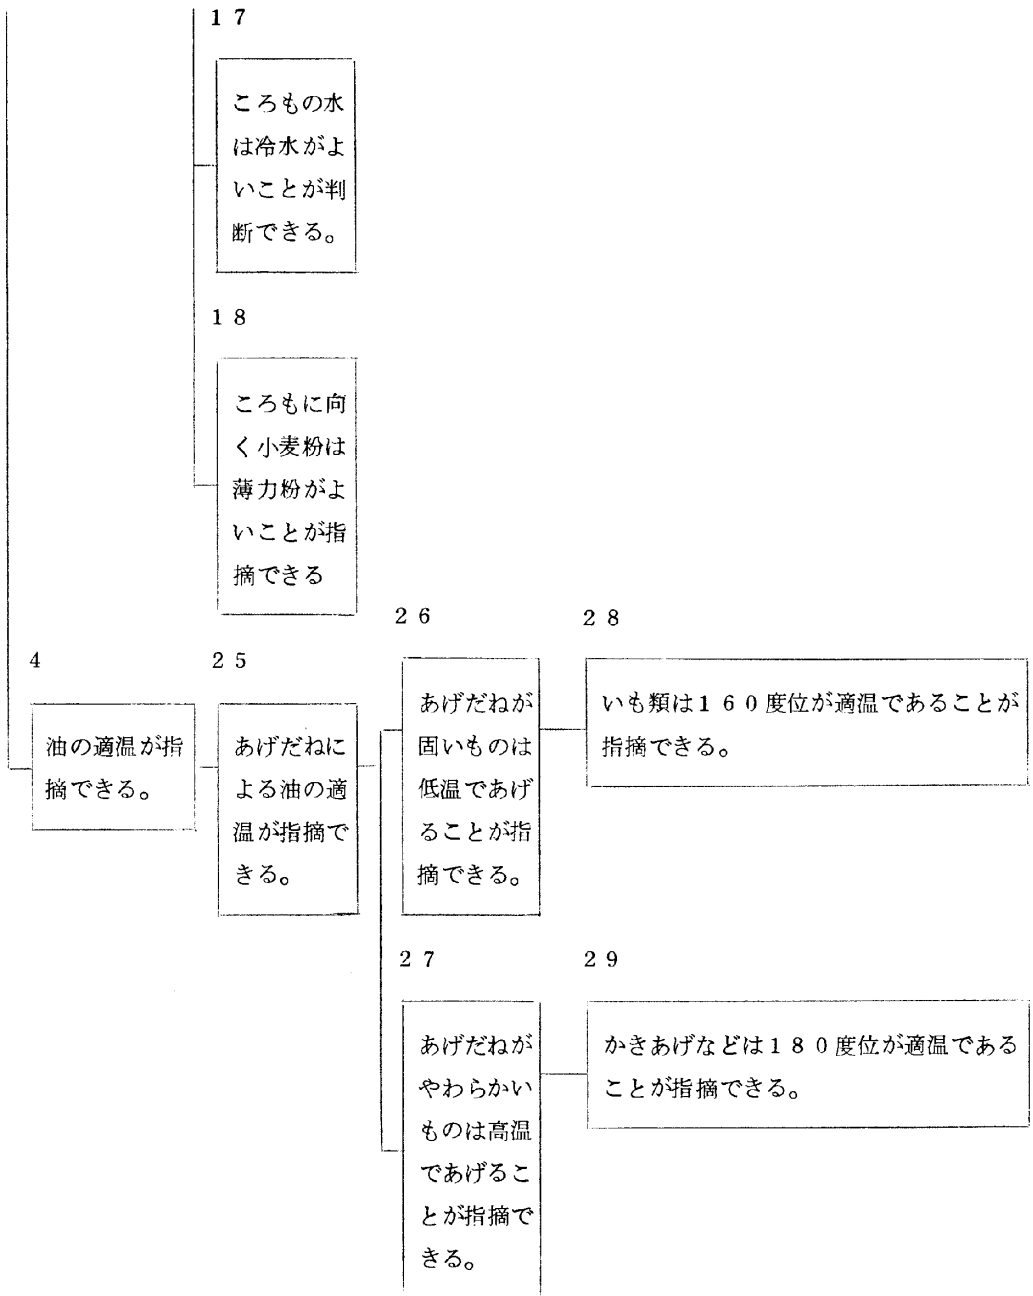 17
ころもの水
は冷水がよ
いことが判
断できる。
18
ころもに向
く小麦粉は
薄力粉がよ
いことが指
摘できる
4
油の適温が指
摘できる。
25
あげだねに
よる油の適
温が指摘で
きる。
26
あげだねが
固いものは
低温であげ
ることが指
摘できる。
28
いも類は160度位が適温であることが
指摘できる。
27
あげだねが
やわらかい
ものは高温
であげるこ
とが指摘で
きる。
29
かきあげなどは180度位が適温である
ことが指摘できる。